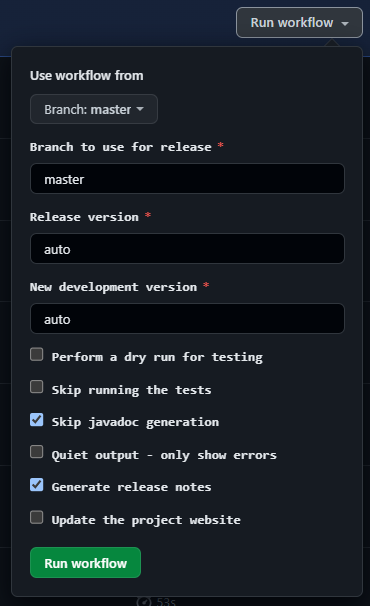 Run workflow
Use workflow from
Branch: master
Branch to use for release *
master
Release version *
auto
New development version *
auto
Perform a dry run for testing
Skip running the tests
Skip javadoc generation
Quiet output - only show errors
Generate release notes
Update the project website
Run workflow
53s